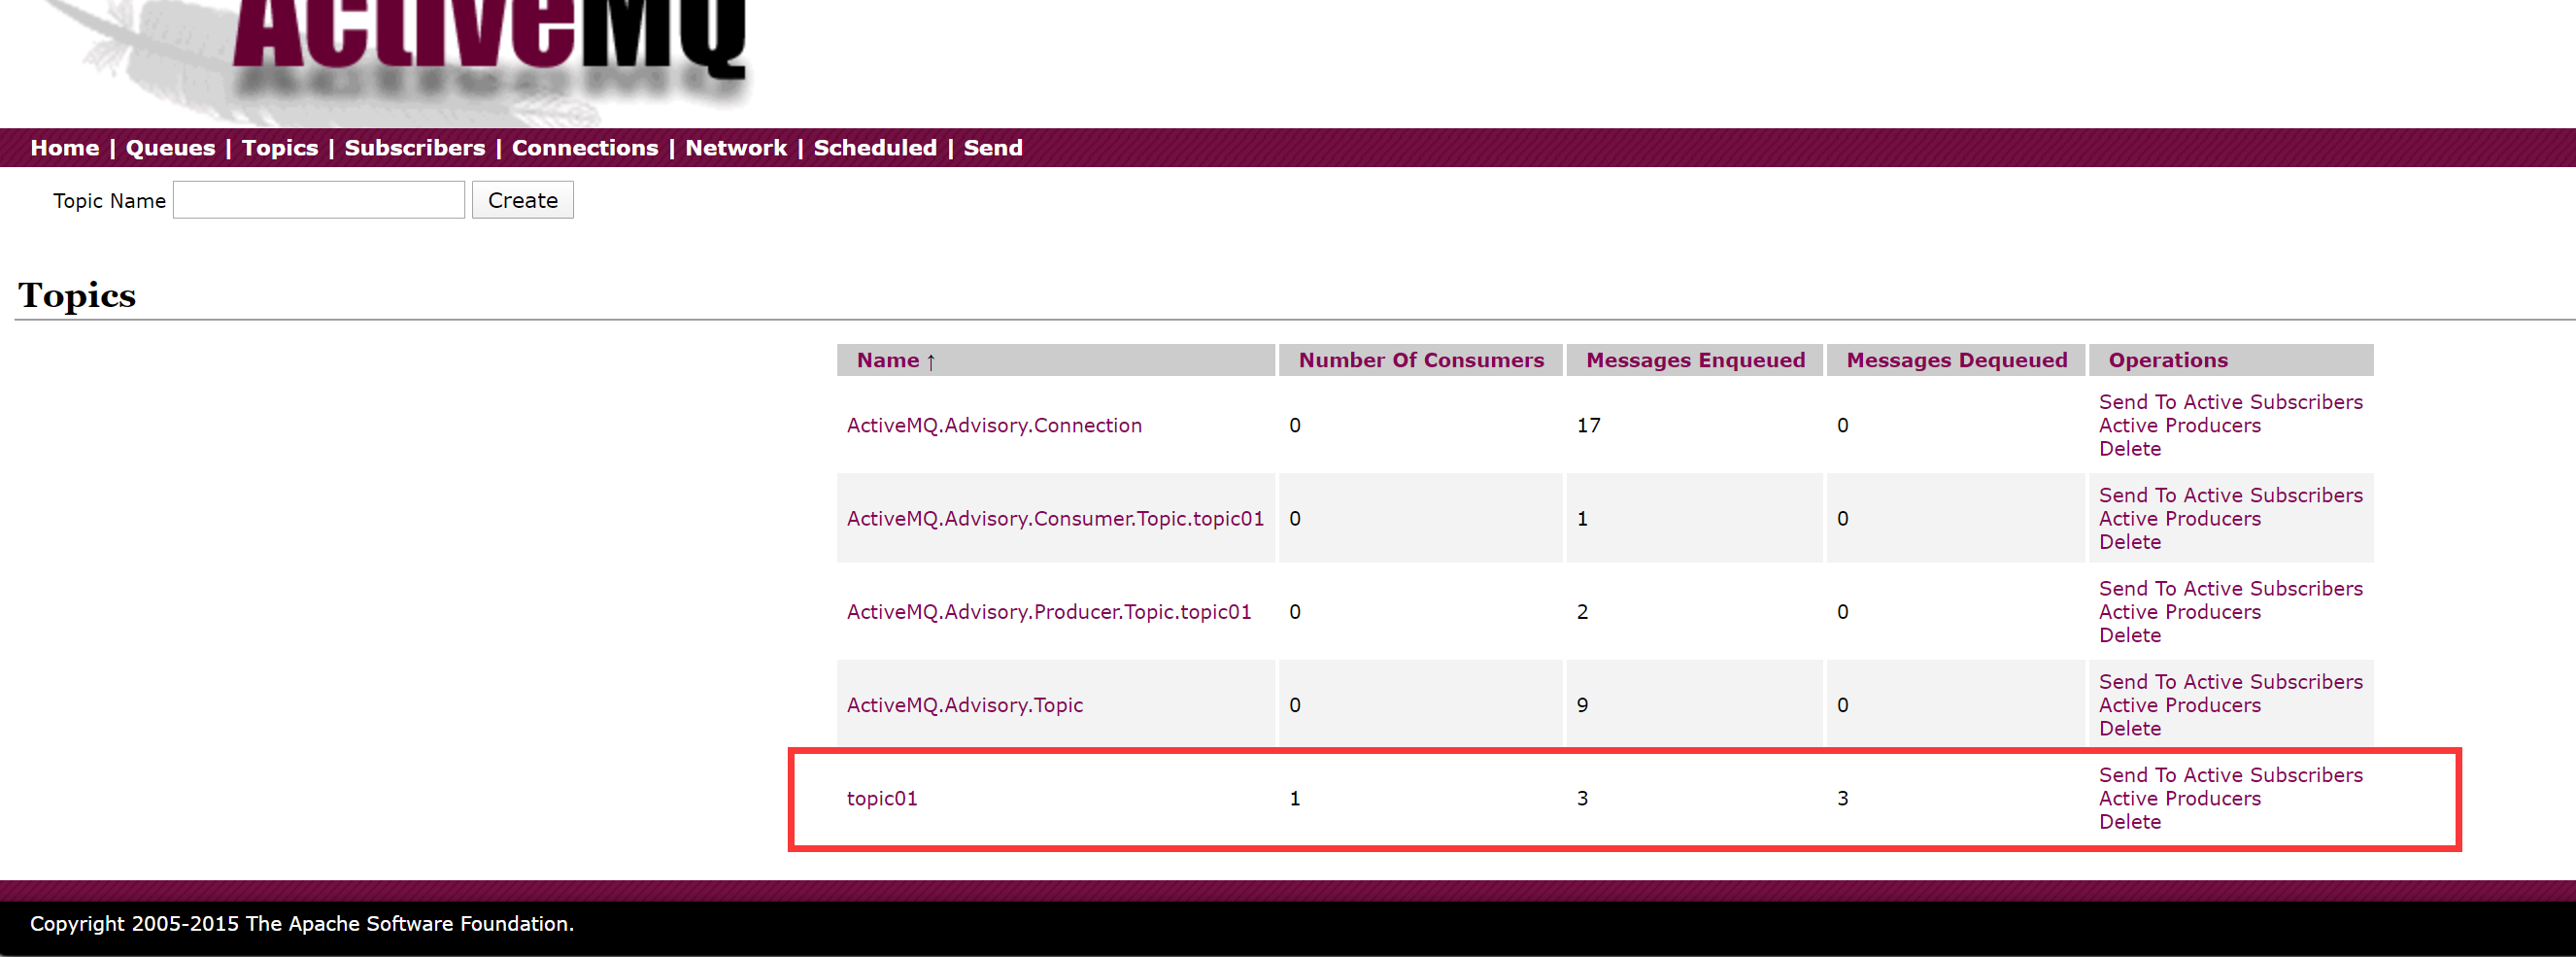 ActiveMQ
Home | Queues | Topics | Subscribers | Connections | Network | Scheduled | Send
Topic Name Create
Topics
Name ↑ Number Of Consumers Messages Enqueued Messages Dequeued Operations
ActiveMQ.Advisory.Connection 0 17 0 Send To Active Subscribers
Active Producers
Delete
ActiveMQ.Advisory.Consumer.Topic.topic01 0 1 0 Send To Active Subscribers
Active Producers
Delete
ActiveMQ.Advisory.Producer.Topic.topic01 0 2 0 Send To Active Subscribers
Active Producers
Delete
ActiveMQ.Advisory.Topic 0 9 0 Send To Active Subscribers
Active Producers
Delete
topic01 1 3 3 Send To Active Subscribers
Active Producers
Delete
Copyright 2005-2015 The Apache Software Foundation.